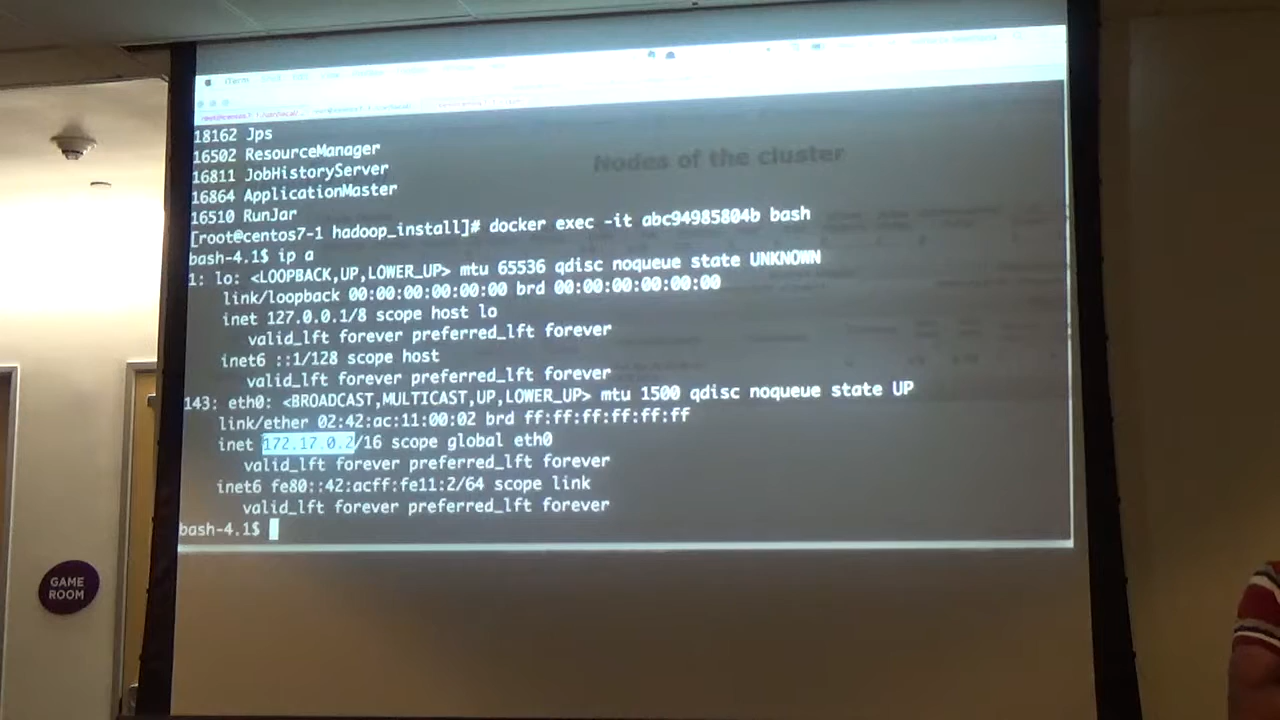 iTerm
Nodes of the cluster
18162 Jps
16502 ResourceManager
16811 JobHistoryServer
16864 ApplicationMaster
16510 RunJar
[root@centos7-1 hadoop_install]# docker exec -it abc94985804b bash
bash-4.1$ ip a
1: lo: <LOOPBACK,UP,LOWER_UP> mtu 65536 qdisc noqueue state UNKNOWN
link/loopback 00:00:00:00:00:00 brd 00:00:00:00:00:00
inet 127.0.0.1/8 scope host lo
valid_lft forever preferred_lft forever
inet6 ::1/128 scope host
valid_lft forever preferred_lft forever
143: eth0: <BROADCAST,MULTICAST,UP,LOWER_UP> mtu 1500 qdisc noqueue state UP
link/ether 02:42:ac:11:00:02 brd ff:ff:ff:ff:ff:ff
inet 172.17.0.2/16 scope global eth0
valid_lft forever preferred_lft forever
inet6 fe80::42:acff:fe11:2/64 scope link
valid_lft forever preferred_lft forever
bash-4.1$
GAME
ROOM